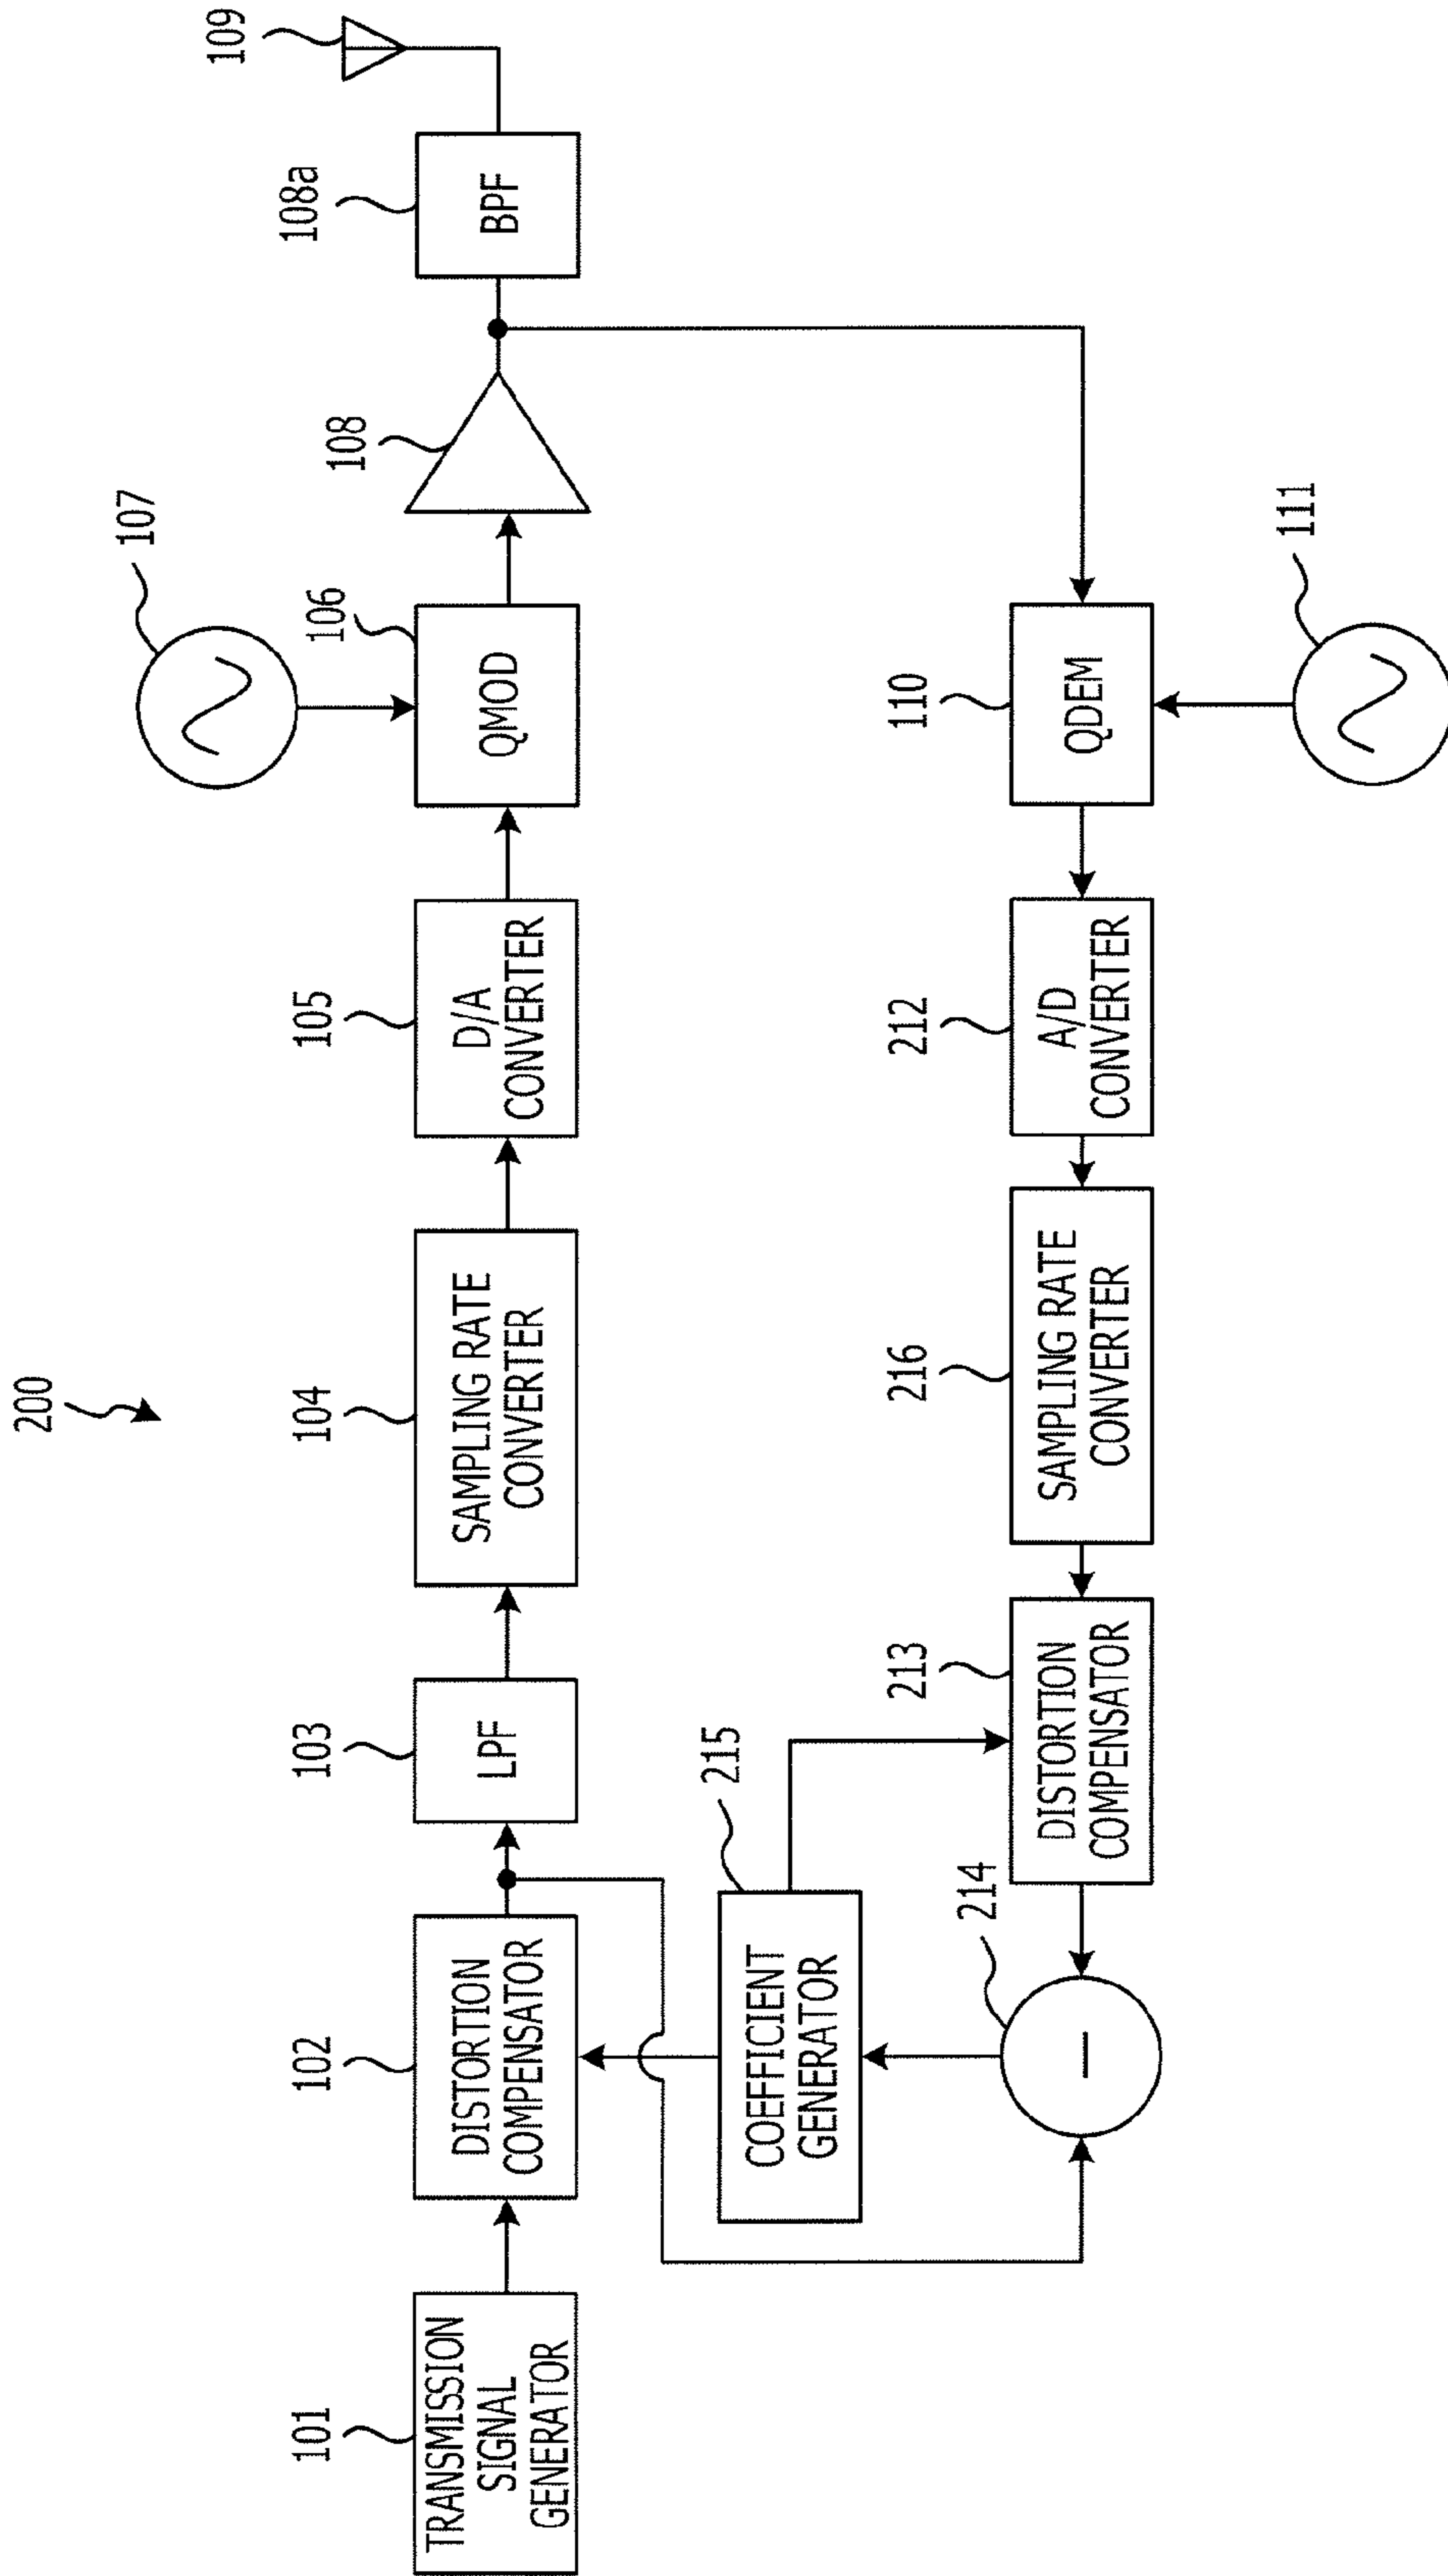 200
107
109
101
102
103
104
105
106
108
108a
TRANSMISSION
SIGNAL
GENERATOR
DISTORTION
COMPENSATOR
LPF
SAMPLING RATE
CONVERTER
D/A
CONVERTER
QMOD
BPF
215
COEFFICIENT
GENERATOR
214
213
216
212
110
111
−
DISTORTION
COMPENSATOR
SAMPLING RATE
CONVERTER
A/D
CONVERTER
QDEM